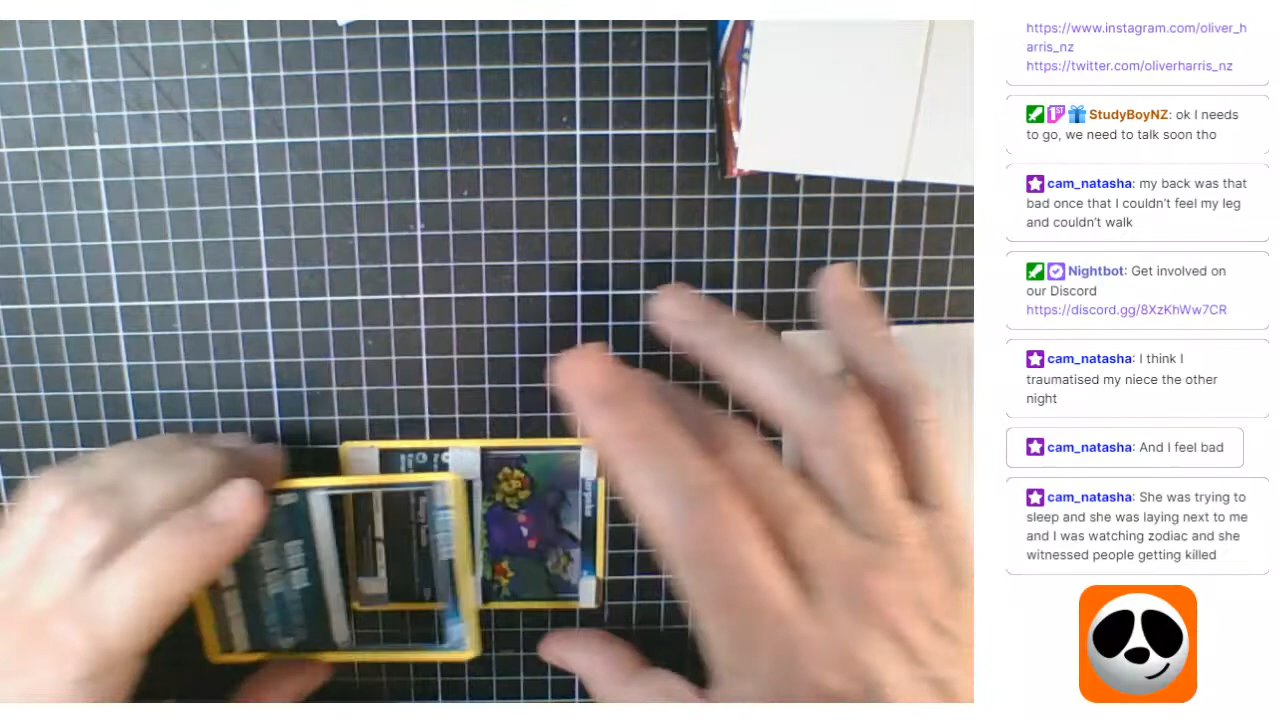 https://www.instagram.com/oliver_h
arris_nz
https://twitter.com/oliverharris_nz
StudyBoyNZ: ok I needs
to go, we need to talk soon tho
cam_natasha: my back was that
bad once that I couldn't feel my leg
and couldn't walk
Nightbot: Get involved on
our Discord
https://discord.gg/8XzKhWw7CR
cam_natasha: I think I
traumatised my niece the other
night
cam_natasha: And I feel bad
cam_natasha: She was trying to
sleep and she was laying next to me
and I was watching zodiac and she
witnessed people getting killed